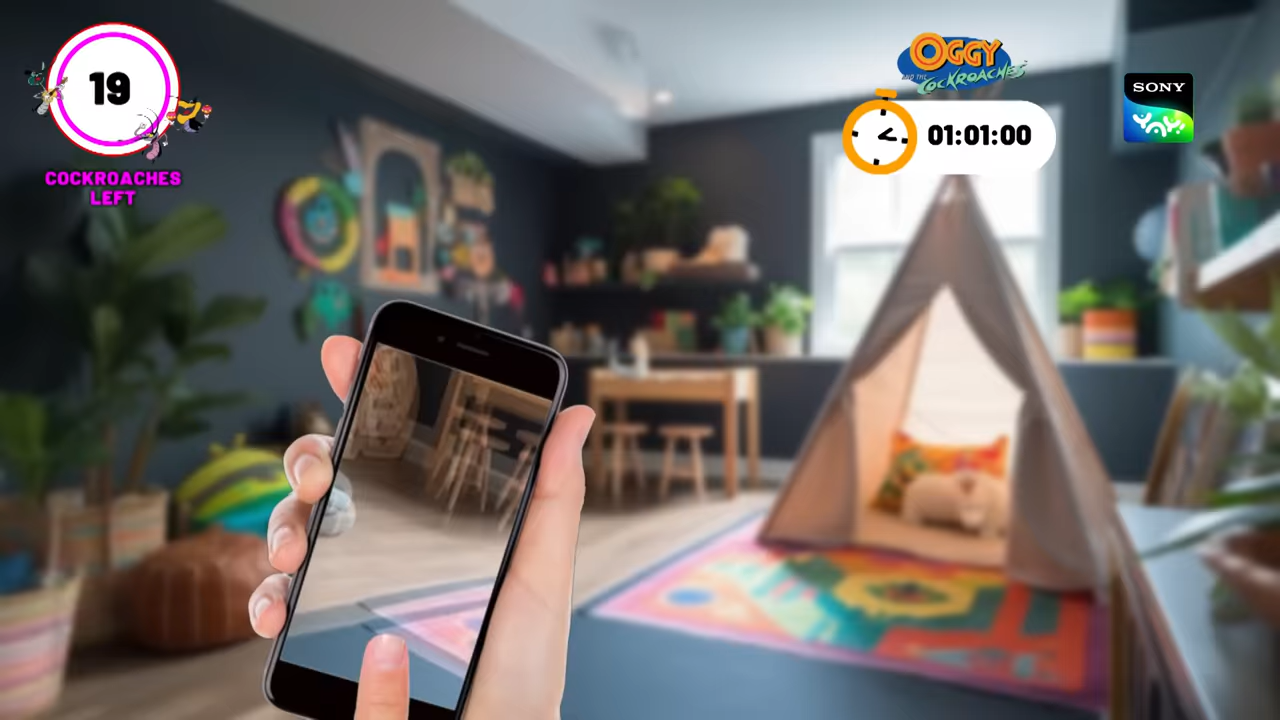 19
COCKROACHES
LEFT
OGGY
AND THE
COCKROACHES
01:01:00
SONY
YAY!